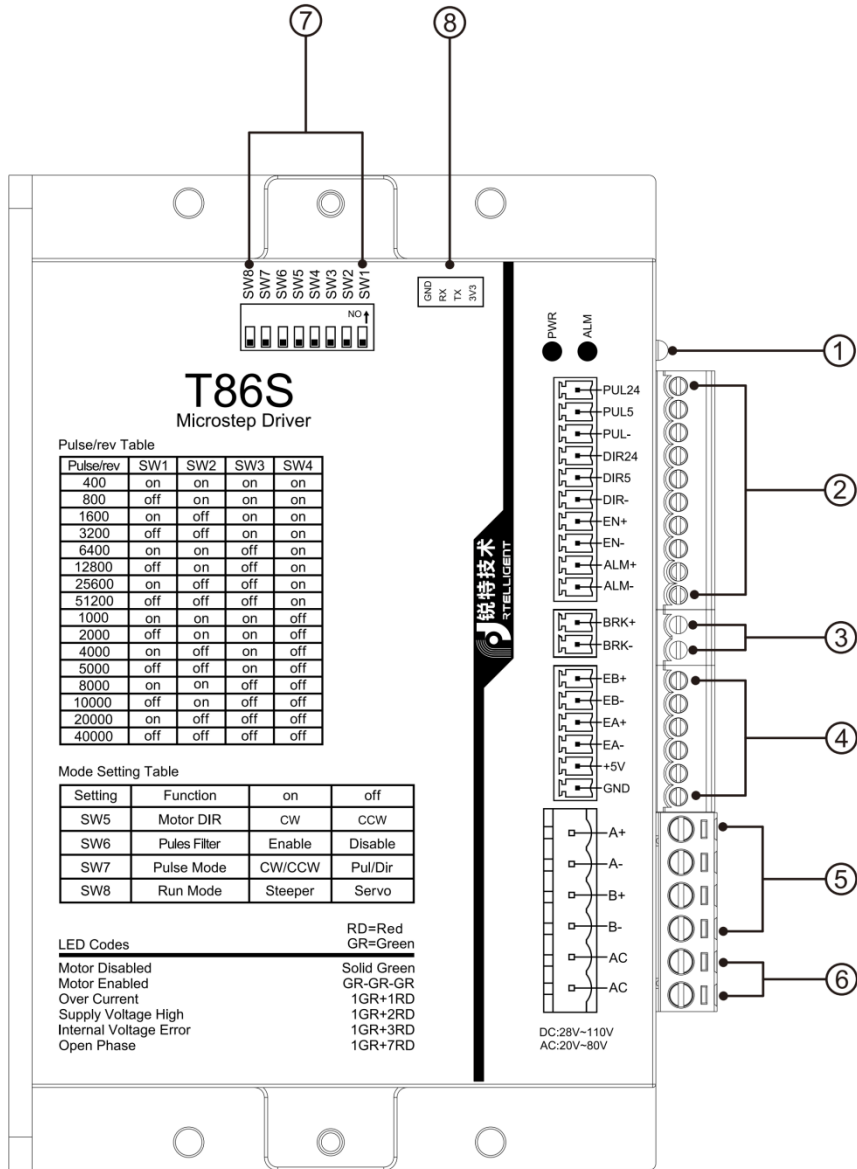 ⑦
⑧
SW8
SW7
SW6
SW5
SW4
SW3
SW2
SW1
NO
GND
RX
TX
3V3
PWR
ALM
①
T86S
Microstep Driver
Pulse/rev Table
Pulse/rev SW1 SW2 SW3 SW4
400 on on on on
800 off on on on
1600 on off on on
3200 off off on on
6400 on on off on
12800 off on off on
25600 on off off on
51200 off off off on
1000 on on on off
2000 off on on off
4000 on off on off
5000 off off on off
8000 on on off off
10000 off on off off
20000 on off off off
40000 off off off off
Mode Setting Table
Setting Function on off
SW5 Motor DIR CW CCW
SW6 Pules Filter Enable Disable
SW7 Pulse Mode CW/CCW Pul/Dir
SW8 Run Mode Steeper Servo
RD=Red
LED Codes GR=Green
Motor Disabled Solid Green
Motor Enabled GR-GR-GR
Over Current 1GR+1RD
Supply Voltage High 1GR+2RD
Internal Voltage Error 1GR+3RD
Open Phase 1GR+7RD
锐特技术
RTELLIGENT
PUL24
PUL5
PUL-
DIR24
DIR5
DIR-
EN+
EN-
ALM+
ALM-
②
BRK+
BRK-
③
EB+
EB-
EA+
EA-
+5V
GND
④
A+
A-
B+
B-
⑤
AC
AC
⑥
DC:28V~110V
AC:20V~80V